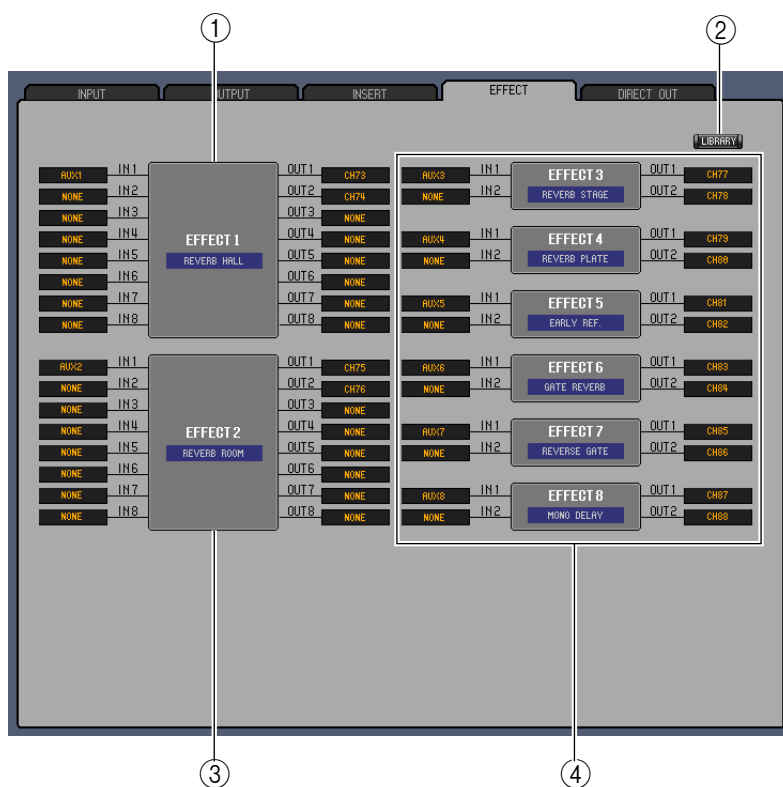 ① ②
INPUT OUTPUT INSERT EFFECT DIRECT OUT
LIBRARY
AUX1 IN1 OUT1 CH73
NONE IN2 OUT2 CH74
NONE IN3 OUT3 NONE
NONE IN4 OUT4 NONE
EFFECT 1
NONE IN5 OUT5 NONE
REVERB HALL
NONE IN6 OUT6 NONE
NONE IN7 OUT7 NONE
NONE IN8 OUT8 NONE
AUX2 IN1 OUT1 CH75
NONE IN2 OUT2 CH76
NONE IN3 OUT3 NONE
NONE IN4 OUT4 NONE
EFFECT 2
NONE IN5 OUT5 NONE
REVERB ROOM
NONE IN6 OUT6 NONE
NONE IN7 OUT7 NONE
NONE IN8 OUT8 NONE
AUX3 IN1 EFFECT 3 OUT1 CH77
NONE IN2 REVERB STAGE OUT2 CH78
AUX4 IN1 EFFECT 4 OUT1 CH79
NONE IN2 REVERB PLATE OUT2 CH80
AUX5 IN1 EFFECT 5 OUT1 CH81
NONE IN2 EARLY REF. OUT2 CH82
AUX6 IN1 EFFECT 6 OUT1 CH83
NONE IN2 GATE REVERB OUT2 CH84
AUX7 IN1 EFFECT 7 OUT1 CH85
NONE IN2 REVERSE GATE OUT2 CH86
AUX8 IN1 EFFECT 8 OUT1 CH87
NONE IN2 MONO DELAY OUT2 CH88
③ ④